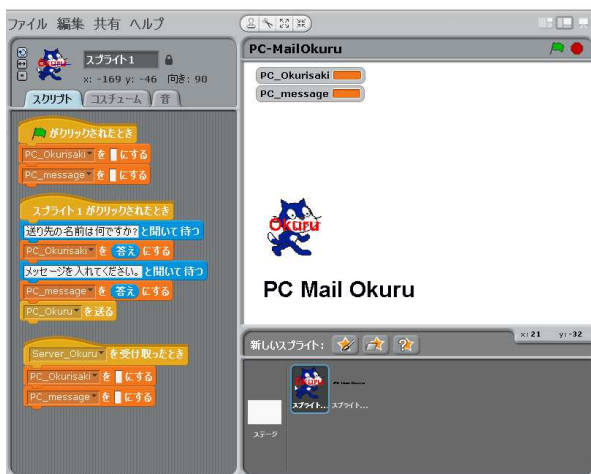 ファイル 編集 共有 ヘルプ
スプライト1
x: -169 y: -46 向き: 90
スクリプト コスチューム 音
がクリックされたとき
PC_Okurisaki を にする
PC_message を にする
スプライト1 がクリックされたとき
送り先の名前は何ですか? と聞いて待つ
PC_Okurisaki を 答え にする
メッセージを入れてください。 と聞いて待つ
PC_message を 答え にする
PC_Okuru を送る
Server_Okuru を受け取ったとき
PC_Okurisaki を にする
PC_message を にする
PC-MailOkuru
PC_Okurisaki
PC_message
Okuru
PC Mail Okuru
x: 21 y: -32
新しいスプライト:
Okuru
PC Mail Okuru
スプライト... スプライト...
ステージ